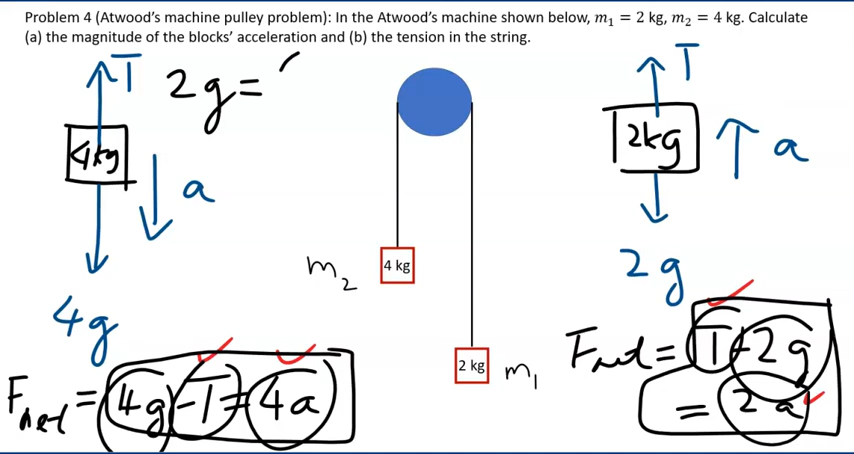 Problem 4 (Atwood's machine pulley problem): In the Atwood's machine shown below, m₁ = 2 kg, m₂ = 4 kg. Calculate
(a) the magnitude of the blocks' acceleration and (b) the tension in the string.
T
2g =
4kg
a
4g
Fnet = 4g - T = 4a
m₂
4 kg
2 kg
m₁
T
2kg
a
2g
Fnet = T - 2g
= 2a